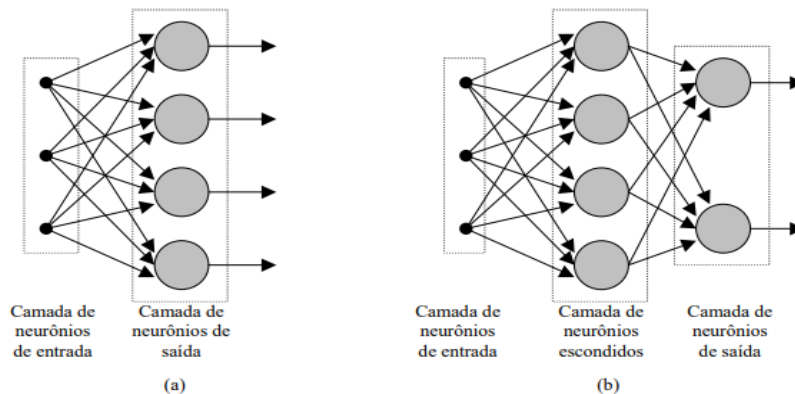 Camada de
neurônios
de entrada
Camada de
neurônios de
saída
(a)
Camada de
neurônios
de entrada
Camada de
neurônios
escondidos
Camada de
neurônios
de saída
(b)